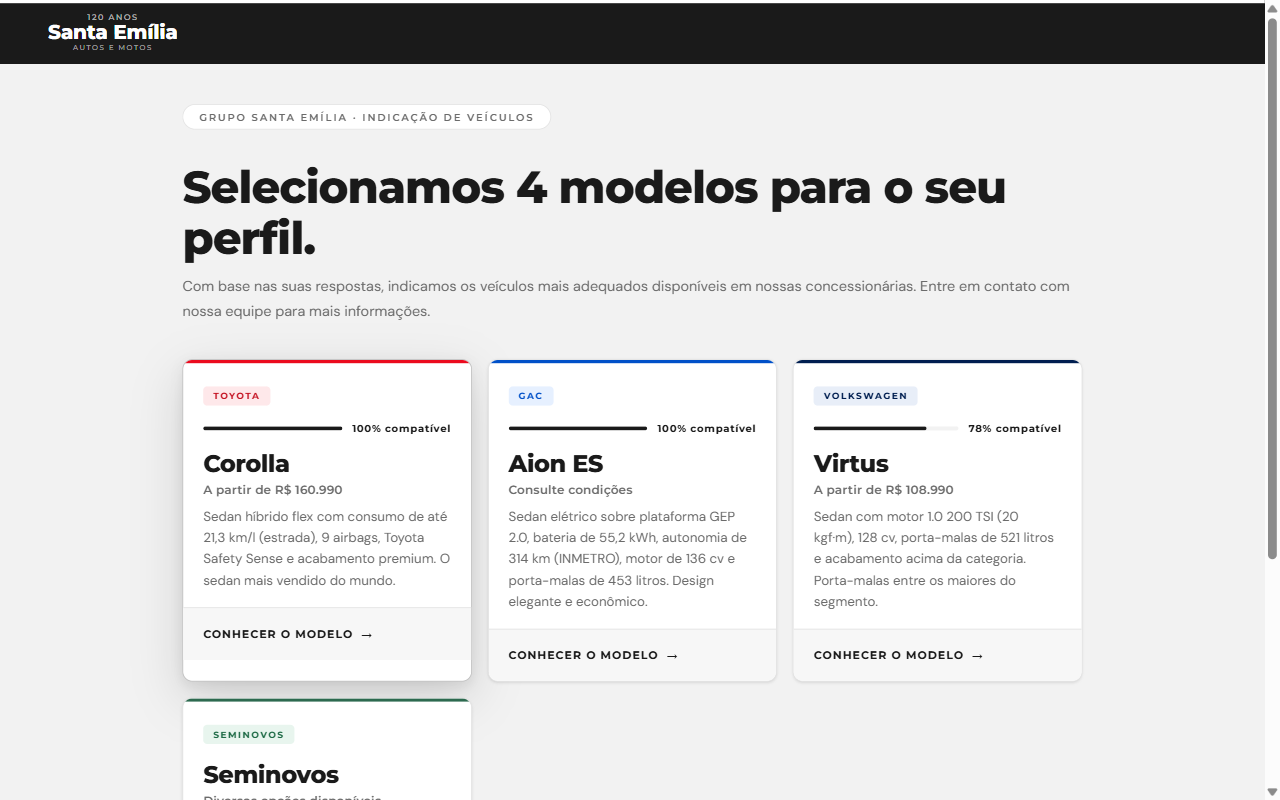 120 ANOS
Santa Emília
AUTOS E MOTOS
GRUPO SANTA EMÍLIA · INDICAÇÃO DE VEÍCULOS
Selecionamos 4 modelos para o seu
perfil.
Com base nas suas respostas, indicamos os veículos mais adequados disponíveis em nossas concessionárias. Entre em contato com
nossa equipe para mais informações.
TOYOTA
100% compatível
Corolla
A partir de R$ 160.990
Sedan híbrido flex com consumo de até
21,3 km/l (estrada), 9 airbags, Toyota
Safety Sense e acabamento premium. O
sedan mais vendido do mundo.
CONHECER O MODELO →
GAC
100% compatível
Aion ES
Consulte condições
Sedan elétrico sobre plataforma GEP
2.0, bateria de 55,2 kWh, autonomia de
314 km (INMETRO), motor de 136 cv e
porta-malas de 453 litros. Design
elegante e econômico.
CONHECER O MODELO →
VOLKSWAGEN
78% compatível
Virtus
A partir de R$ 108.990
Sedan com motor 1.0 200 TSI (20
kgf·m), 128 cv, porta-malas de 521 litros
e acabamento acima da categoria.
Porta-malas entre os maiores do
segmento.
CONHECER O MODELO →
SEMINOVOS
Seminovos
Diversas opções disponíveis